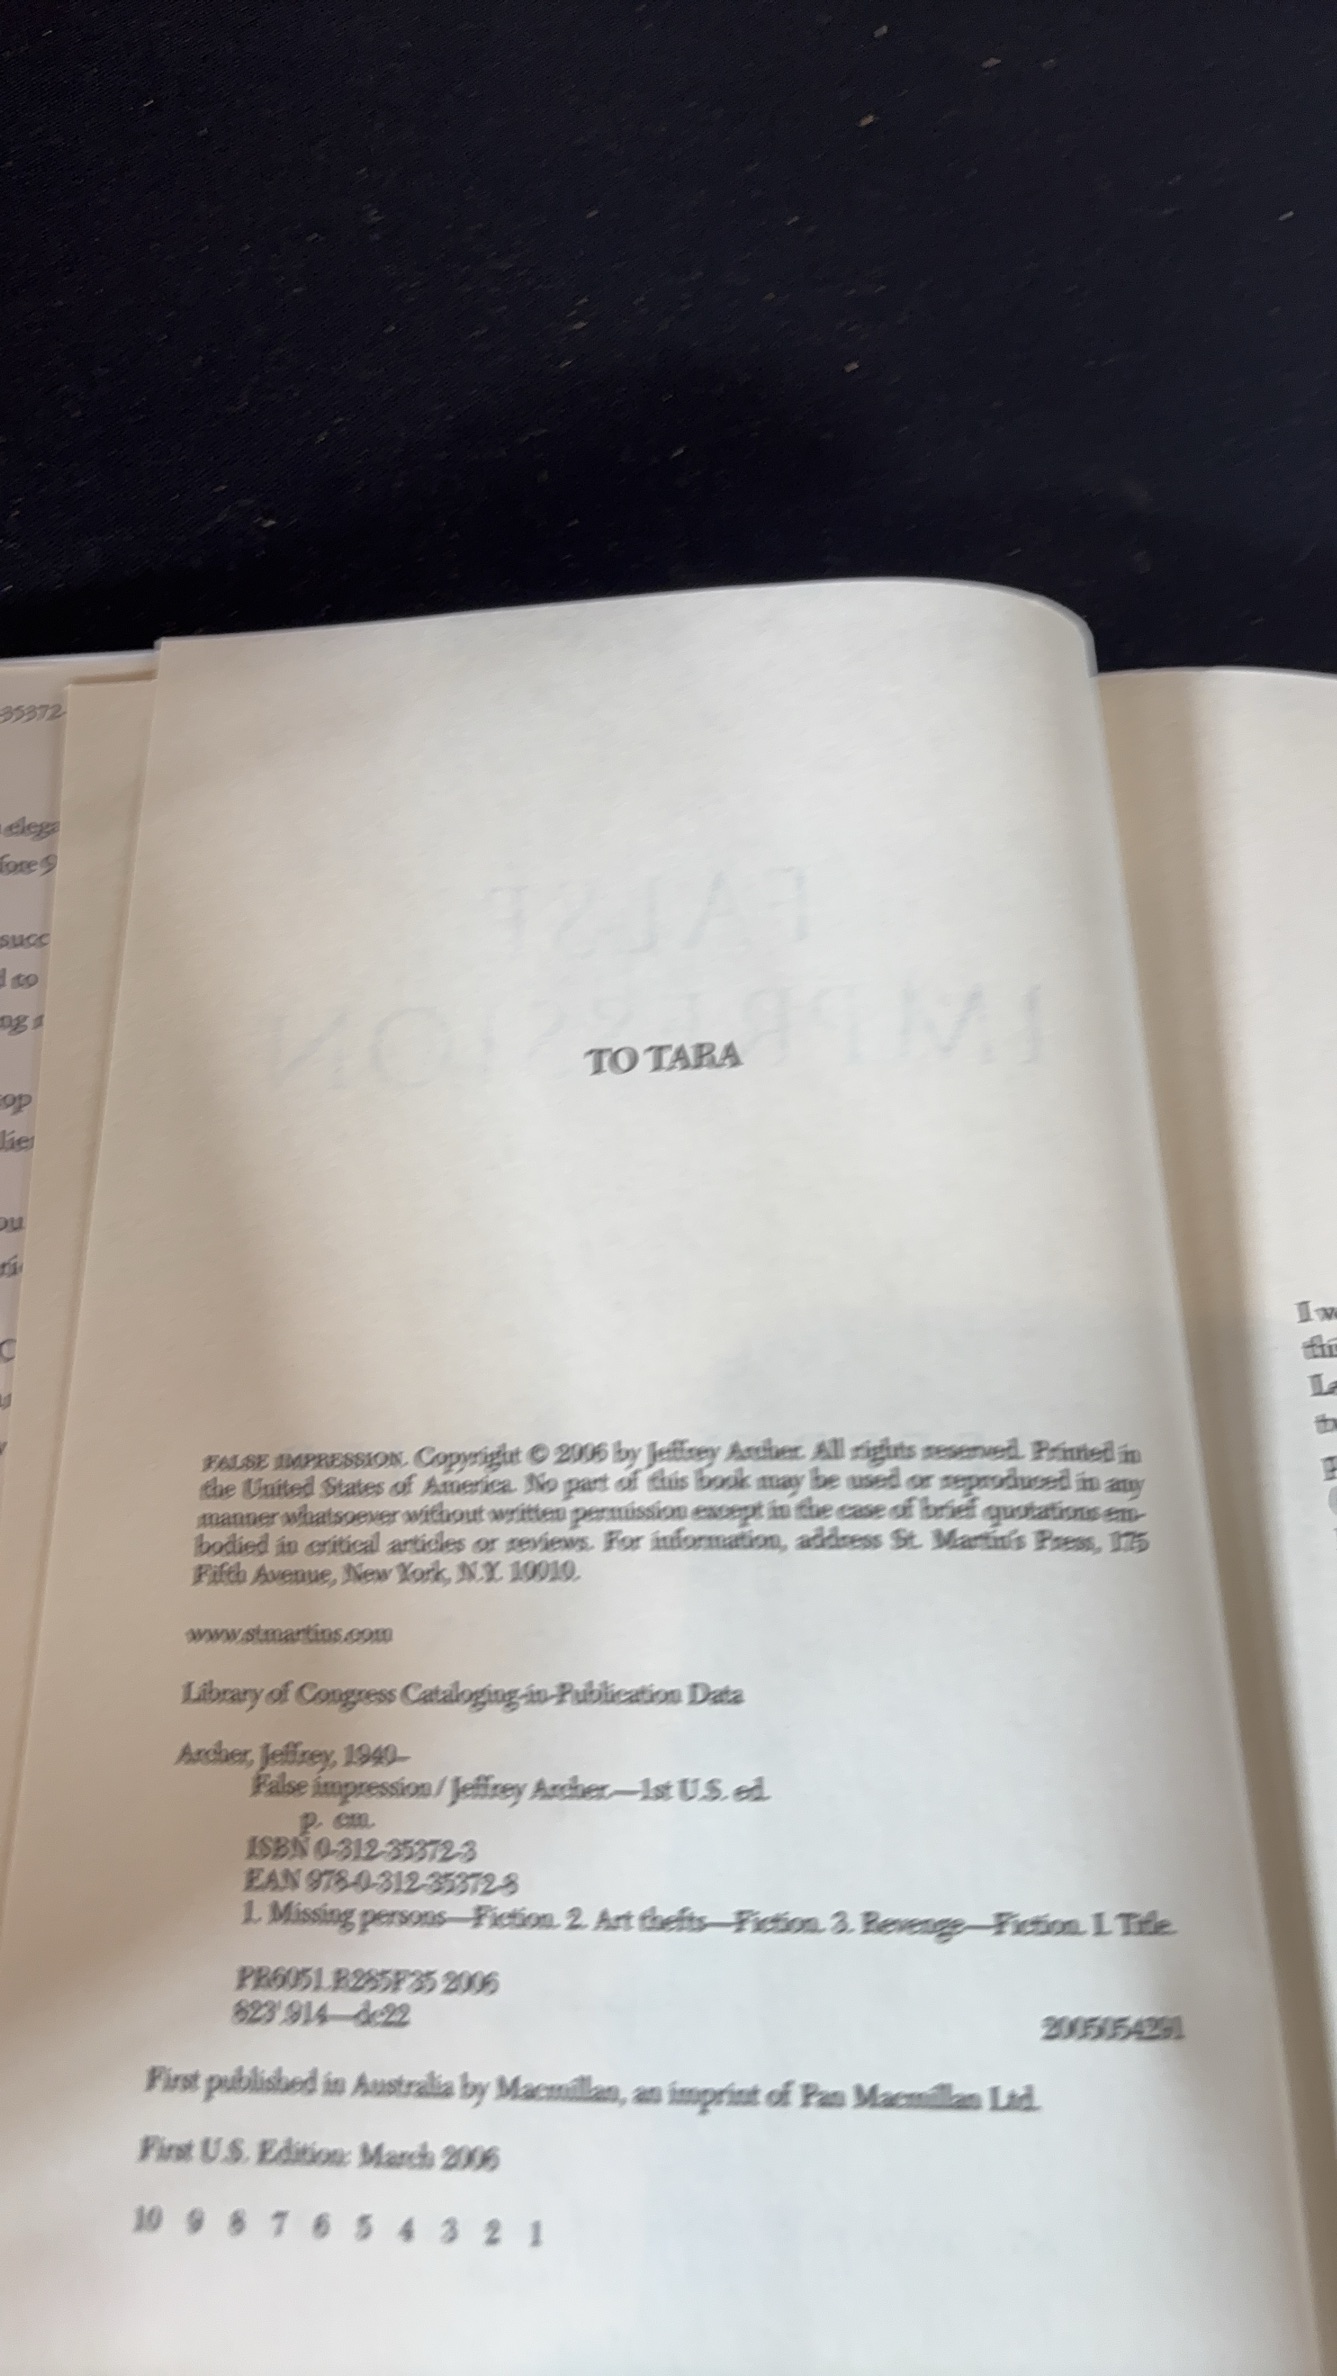 35372-
TO TARA
FALSE IMPRESSION. Copyright © 2006 by Jeffrey Archer. All rights reserved. Printed in
the United States of America. No part of this book may be used or reproduced in any
manner whatsoever without written permission except in the case of brief quotations em-
bodied in critical articles or reviews. For information, address St. Martin's Press, 175
Fifth Avenue, New York, N.Y. 10010.
www.stmartins.com
Library of Congress Cataloging-in-Publication Data
Archer, Jeffrey, 1940–
False impression / Jeffrey Archer.—1st U.S. ed.
p. cm.
ISBN 0-312-35372-3
EAN 978-0-312-35372-8
1. Missing persons—Fiction. 2. Art thefts—Fiction. 3. Revenge—Fiction. I. Title.
PR6051.R285F35 2006
823'.914—dc22
2005054291
First published in Australia by Macmillan, an imprint of Pan Macmillan Ltd.
First U.S. Edition: March 2006
10 9 8 7 6 5 4 3 2 1